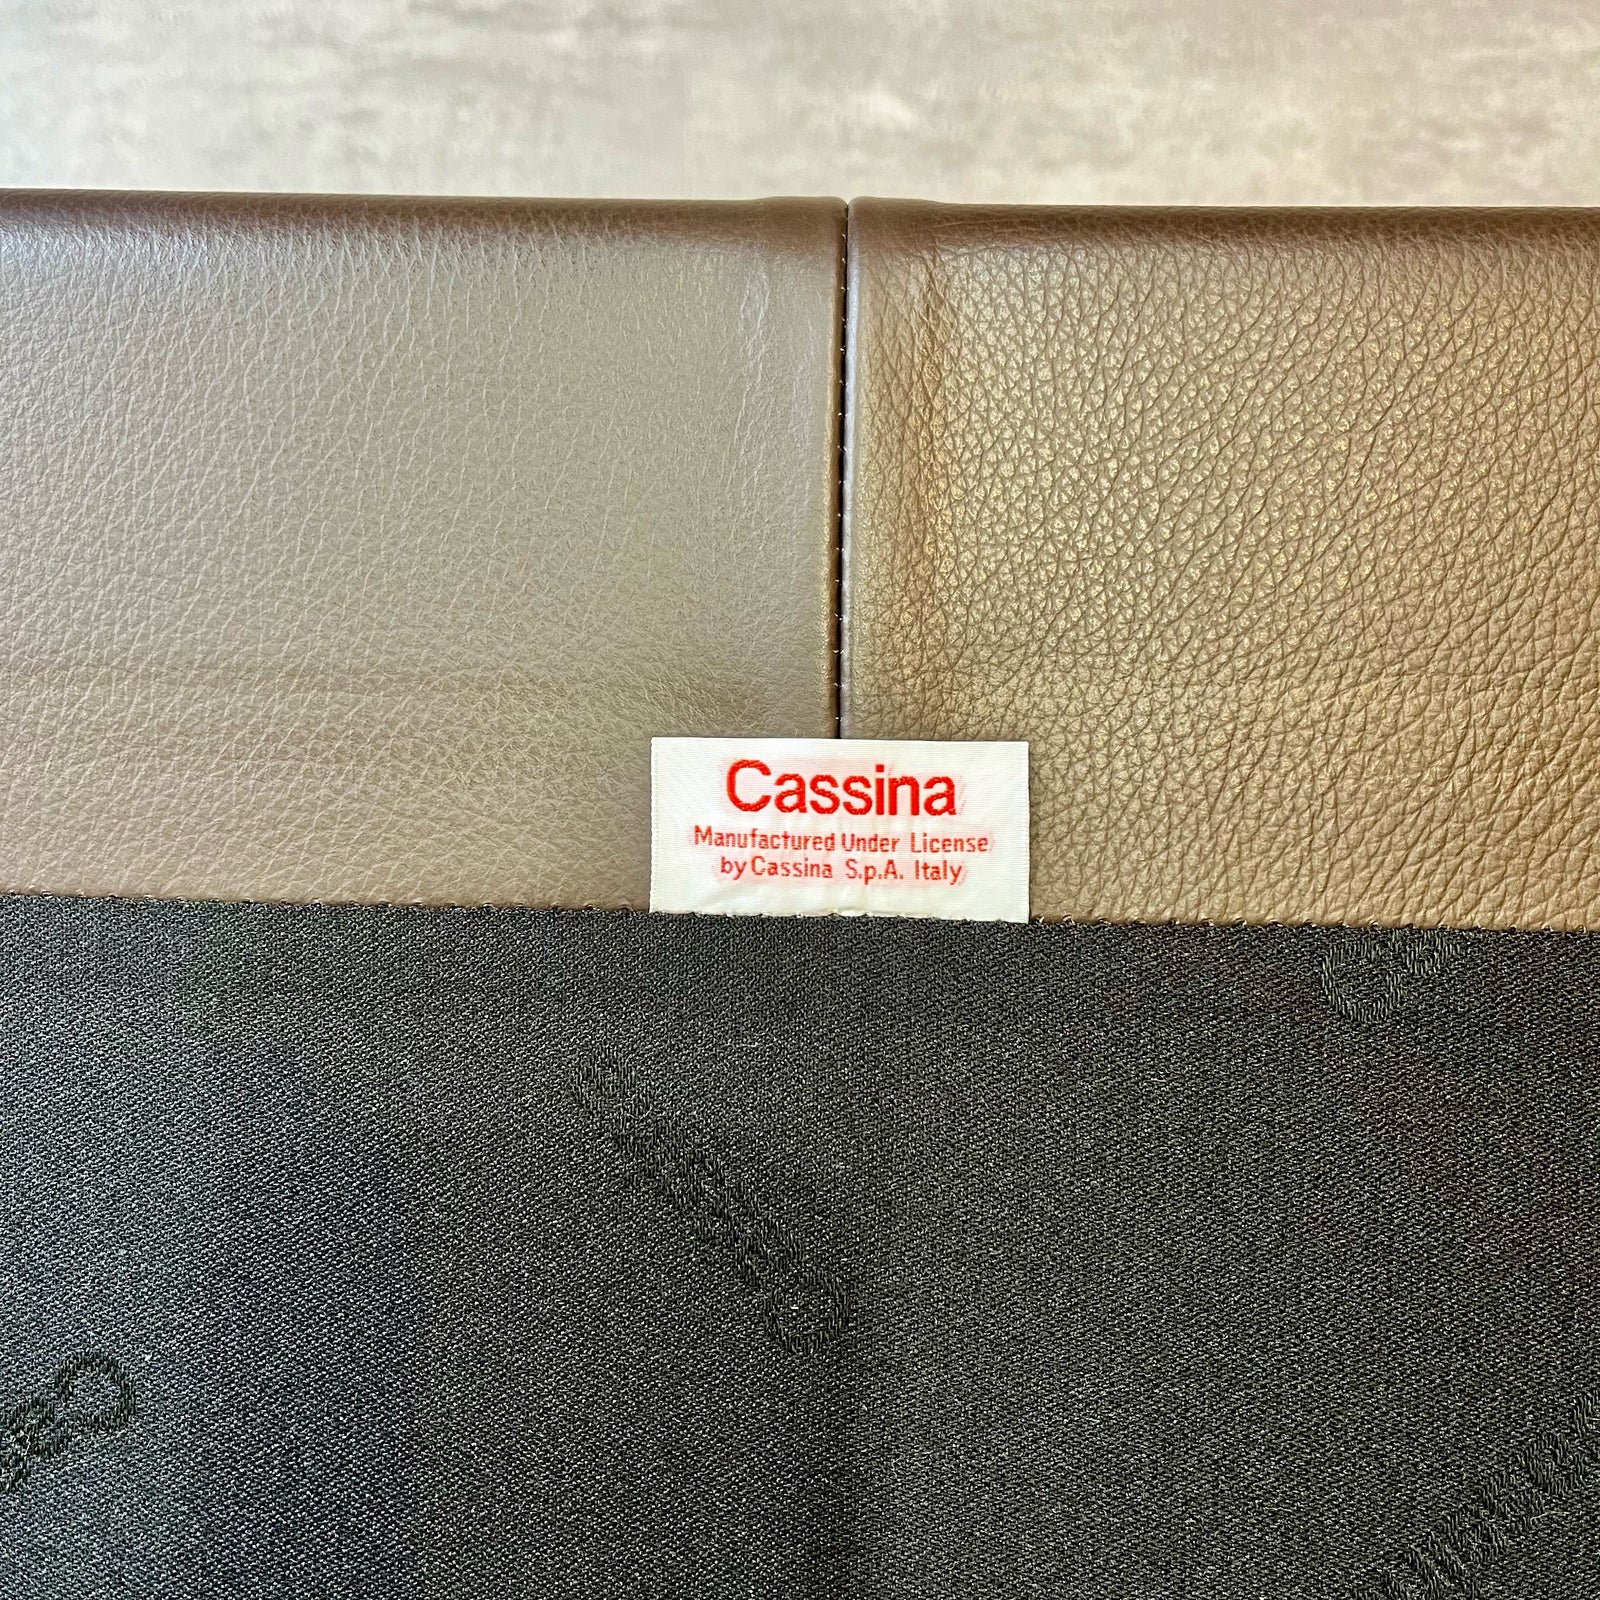 Cassina
Manufactured Under License
by Cassina S.p.A. Italy